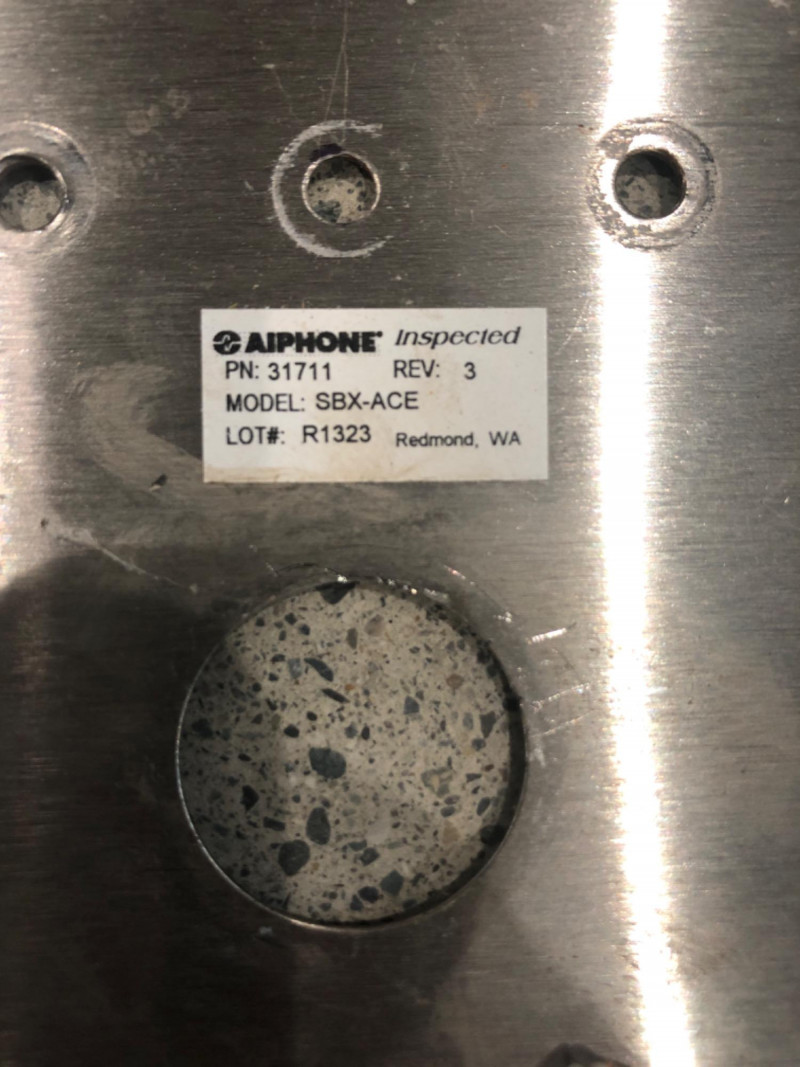 AIPHONE® Inspected
PN: 31711 REV: 3
MODEL: SBX-ACE
LOT#: R1323 Redmond, WA